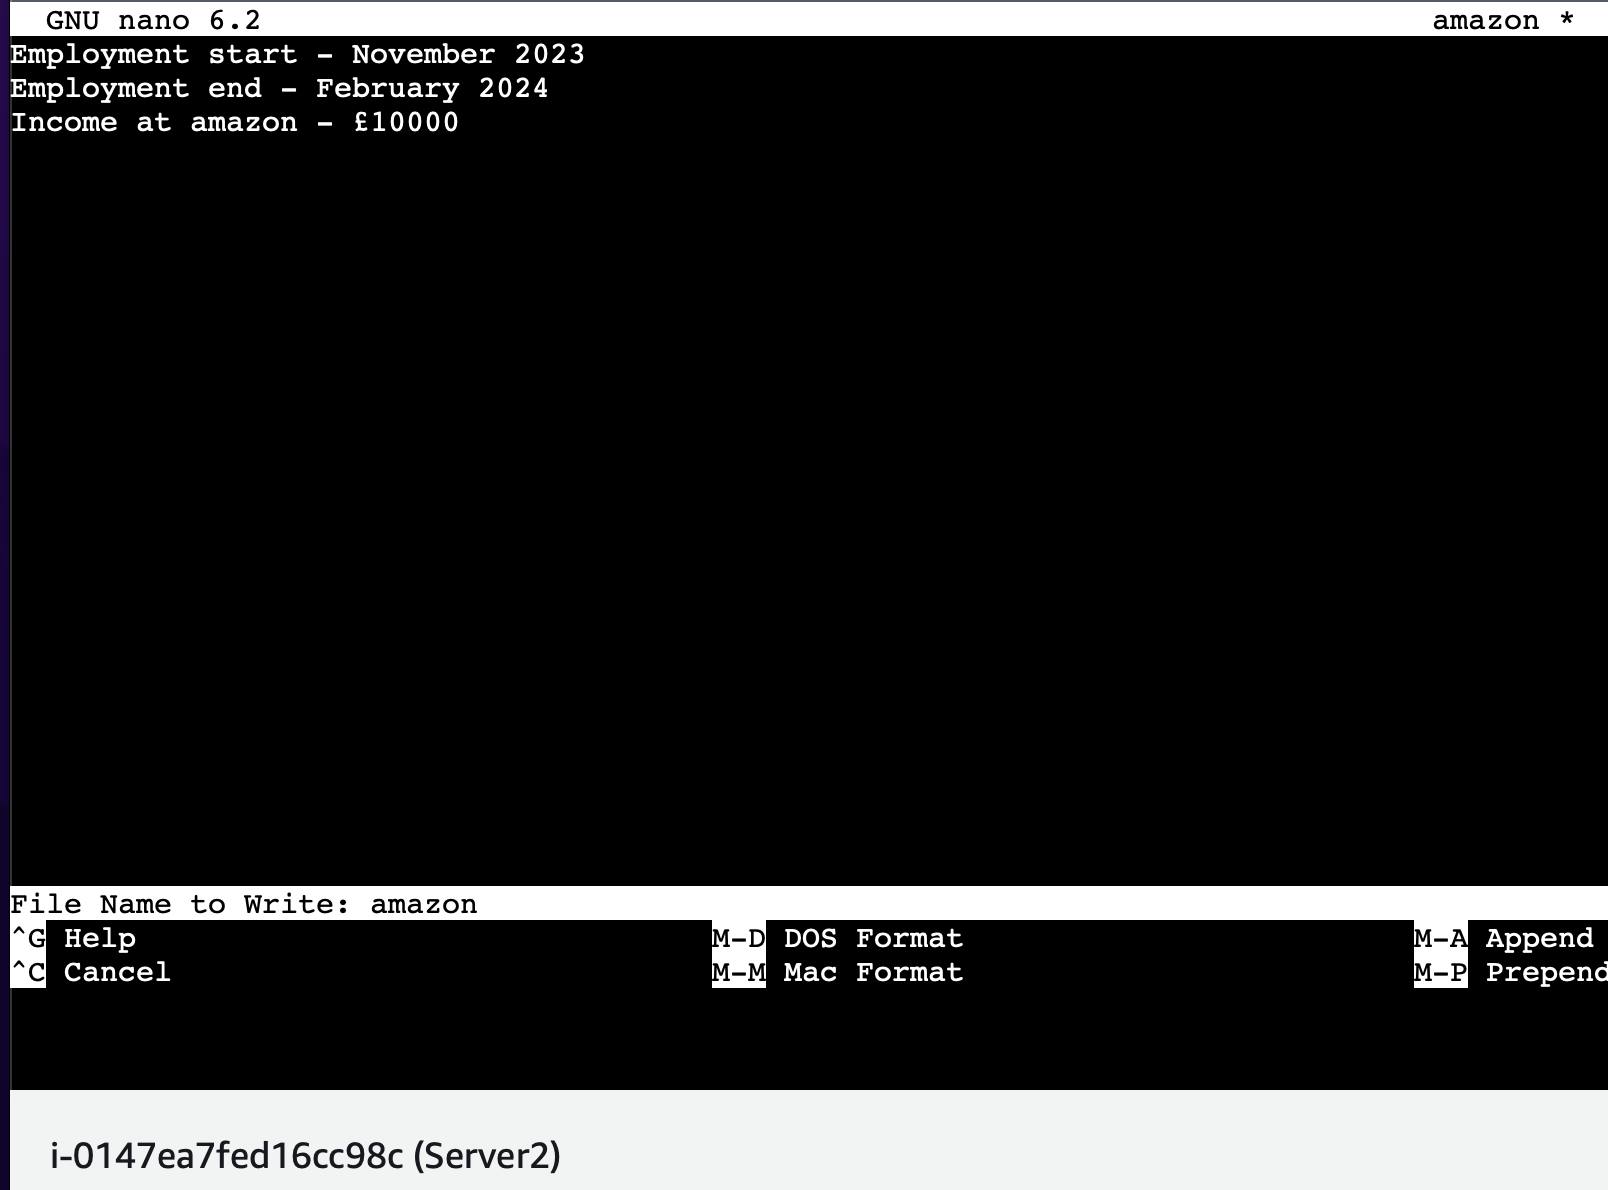 GNU nano 6.2 amazon *
Employment start - November 2023
Employment end - February 2024
Income at amazon - £10000
File Name to Write: amazon
^G Help M-D DOS Format M-A Append
^C Cancel M-M Mac Format M-P Prepend
i-0147ea7fed16cc98c (Server2)